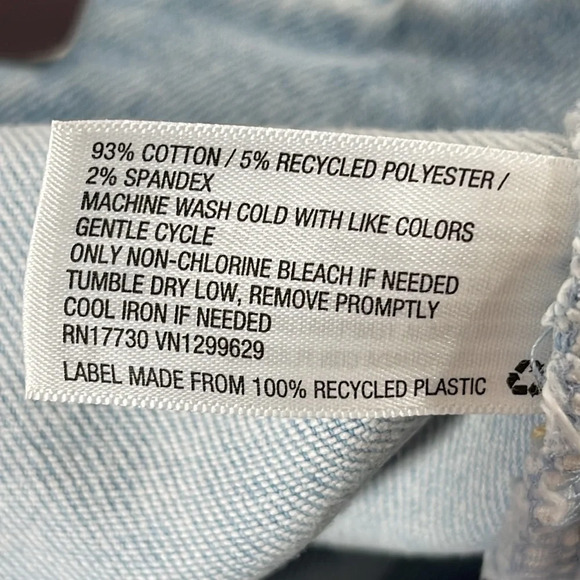 93% COTTON / 5% RECYCLED POLYESTER /
2% SPANDEX
MACHINE WASH COLD WITH LIKE COLORS
GENTLE CYCLE
ONLY NON-CHLORINE BLEACH IF NEEDED
TUMBLE DRY LOW, REMOVE PROMPTLY
COOL IRON IF NEEDED
RN17730 VN1299629
LABEL MADE FROM 100% RECYCLED PLASTIC